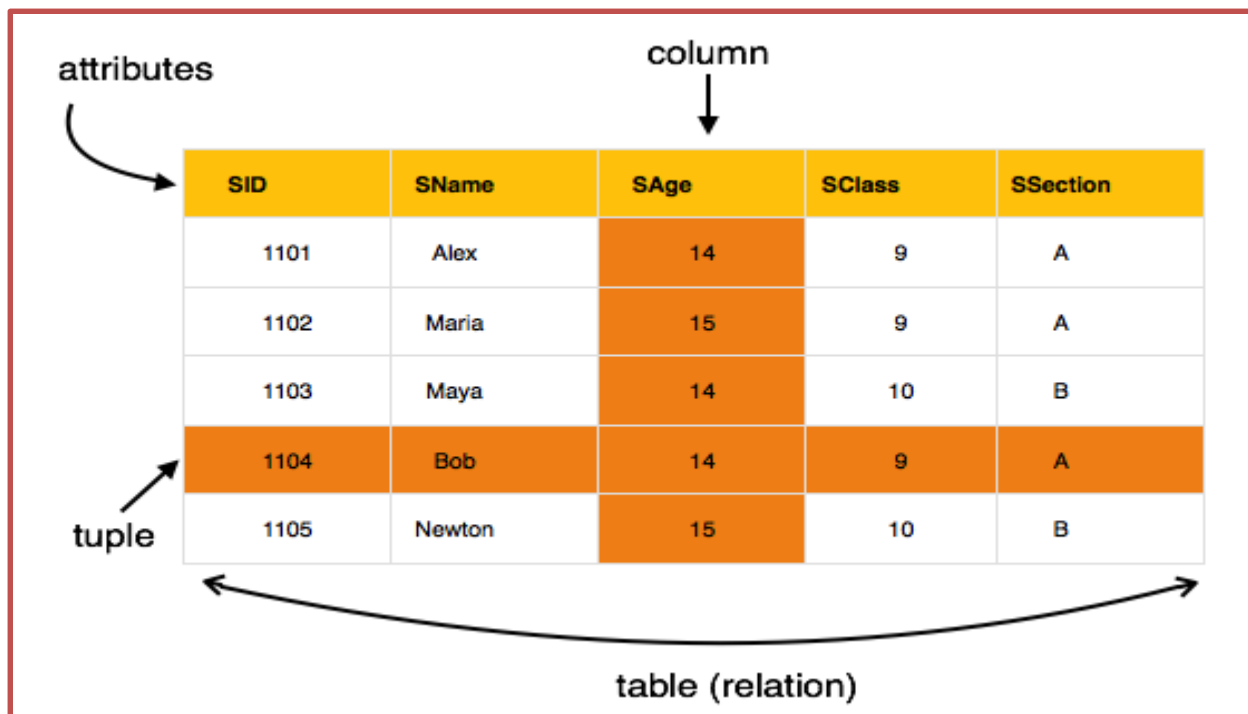 attributes
column
SID SName SAge SClass SSection
1101 Alex 14 9 A
1102 Maria 15 9 A
1103 Maya 14 10 B
1104 Bob 14 9 A
tuple
1105 Newton 15 10 B
table (relation)